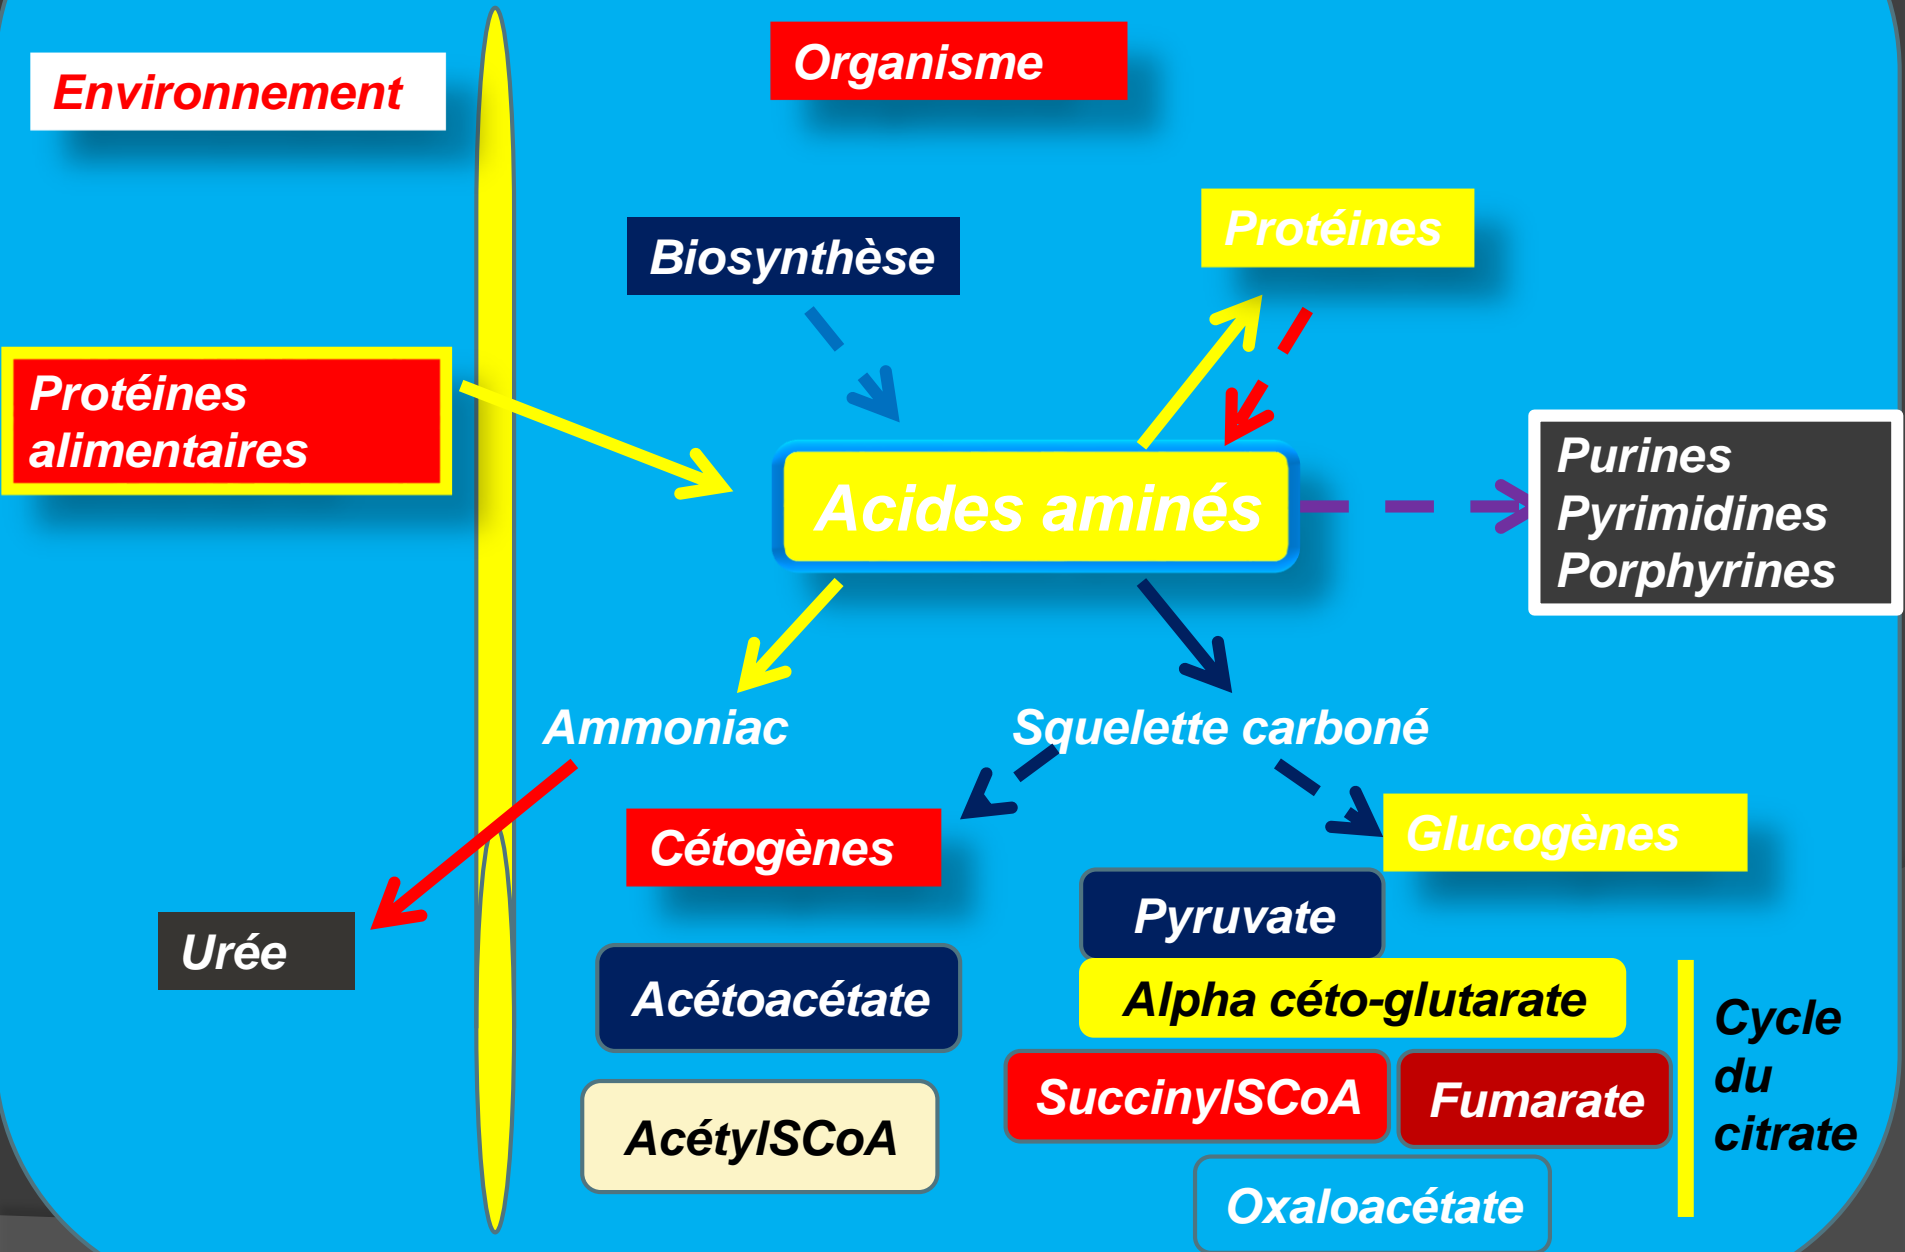 Environnement
Organisme
Biosynthèse
Protéines
Protéines
alimentaires
Acides aminés
Purines
Pyrimidines
Porphyrines
Ammoniac
Squelette carboné
Cétogènes
Glucogènes
Urée
Pyruvate
Acétoacétate
Alpha céto-glutarate
AcétylSCoA
SuccinylSCoA
Fumarate
Oxaloacétate
Cycle
du
citrate